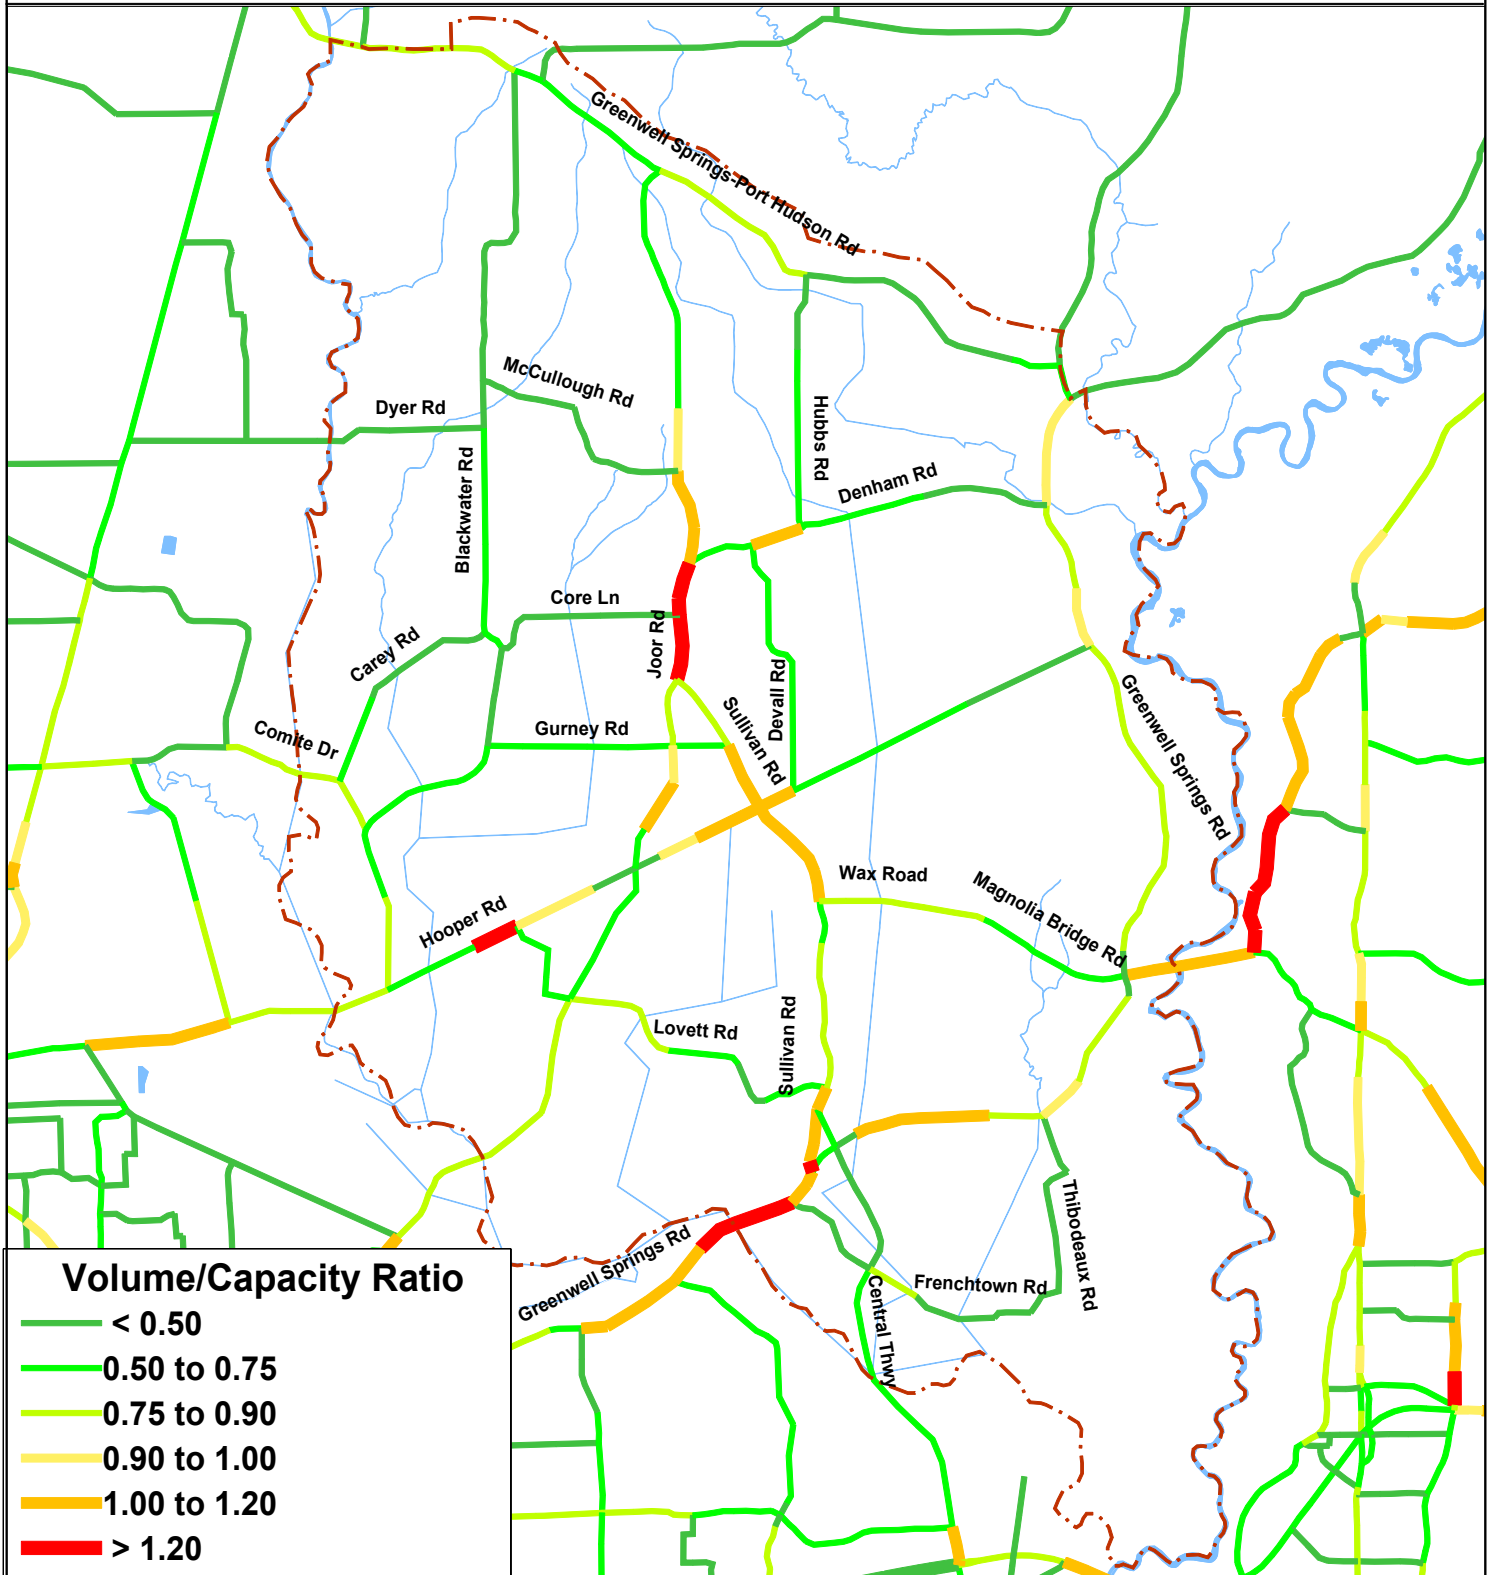 Greenwell Springs-Port Hudson Rd
McCullough Rd
Dyer Rd
Hubbs Rd
Blackwater Rd
Denham Rd
Core Ln
Joor Rd
Carey Rd
Devall Rd
Sullivan Rd
Greenwell Springs Rd
Gurney Rd
Comite Dr
Wax Road
Magnolia Bridge Rd
Hooper Rd
Lovett Rd
Sullivan Rd
Thibodeaux Rd
Greenwell Springs Rd
Frenchtown Rd
Central Thwy
Volume/Capacity Ratio
< 0.50
0.50 to 0.75
0.75 to 0.90
0.90 to 1.00
1.00 to 1.20
> 1.20